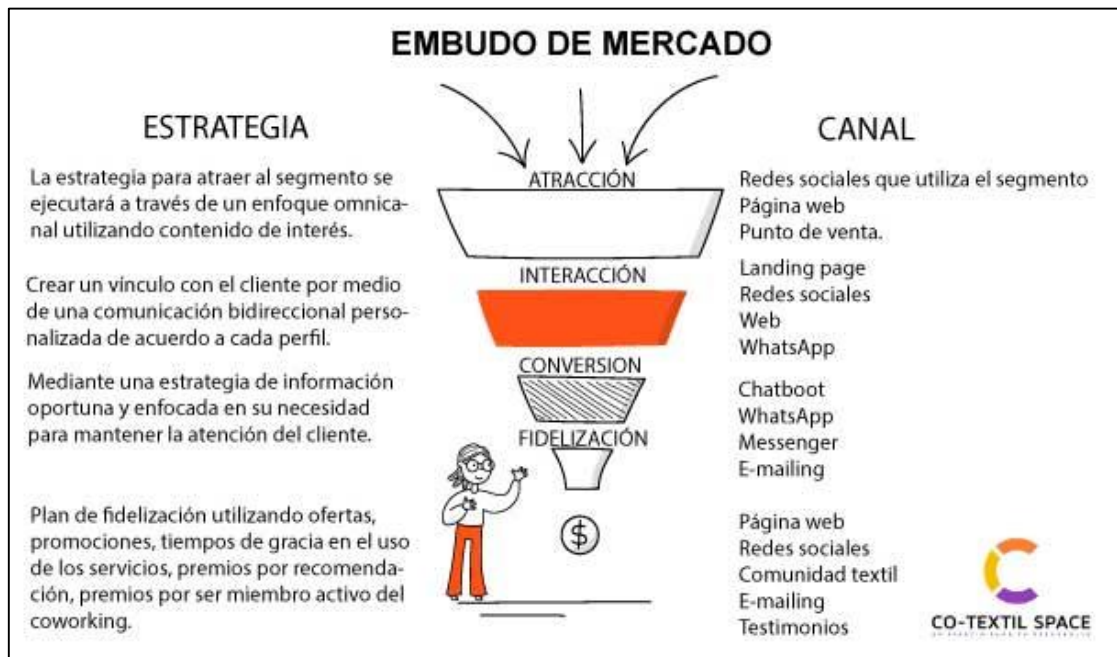 EMBUDO DE MERCADO
ESTRATEGIA
La estrategia para atraer al segmento se
ejecutará a través de un enfoque omnica-
nal utilizando contenido de interés.
Crear un vínculo con el cliente por medio
de una comunicación bidireccional perso-
nalizada de acuerdo a cada perfil.
Mediante una estrategia de información
oportuna y enfocada en su necesidad
para mantener la atención del cliente.
Plan de fidelización utilizando ofertas,
promociones, tiempos de gracia en el uso
de los servicios, premios por recomenda-
ción, premios por ser miembro activo del
coworking.
ATRACCIÓN
INTERACCIÓN
CONVERSION
FIDELIZACIÓN
$
CANAL
Redes sociales que utiliza el segmento
Página web
Punto de venta.
Landing page
Redes sociales
Web
WhatsApp
Chatboot
WhatsApp
Messenger
E-mailing
Página web
Redes sociales
Comunidad textil
E-mailing
Testimonios
CO-TEXTIL SPACE